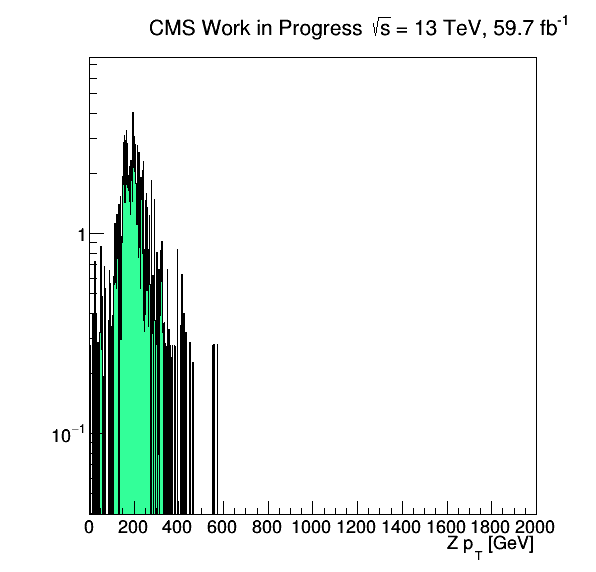 CMS Work in Progress √s = 13 TeV, 59.7 fb⁻¹
1
10⁻¹
0 200 400 600 800 1000 1200 1400 1600 1800 2000
Z p_T [GeV]